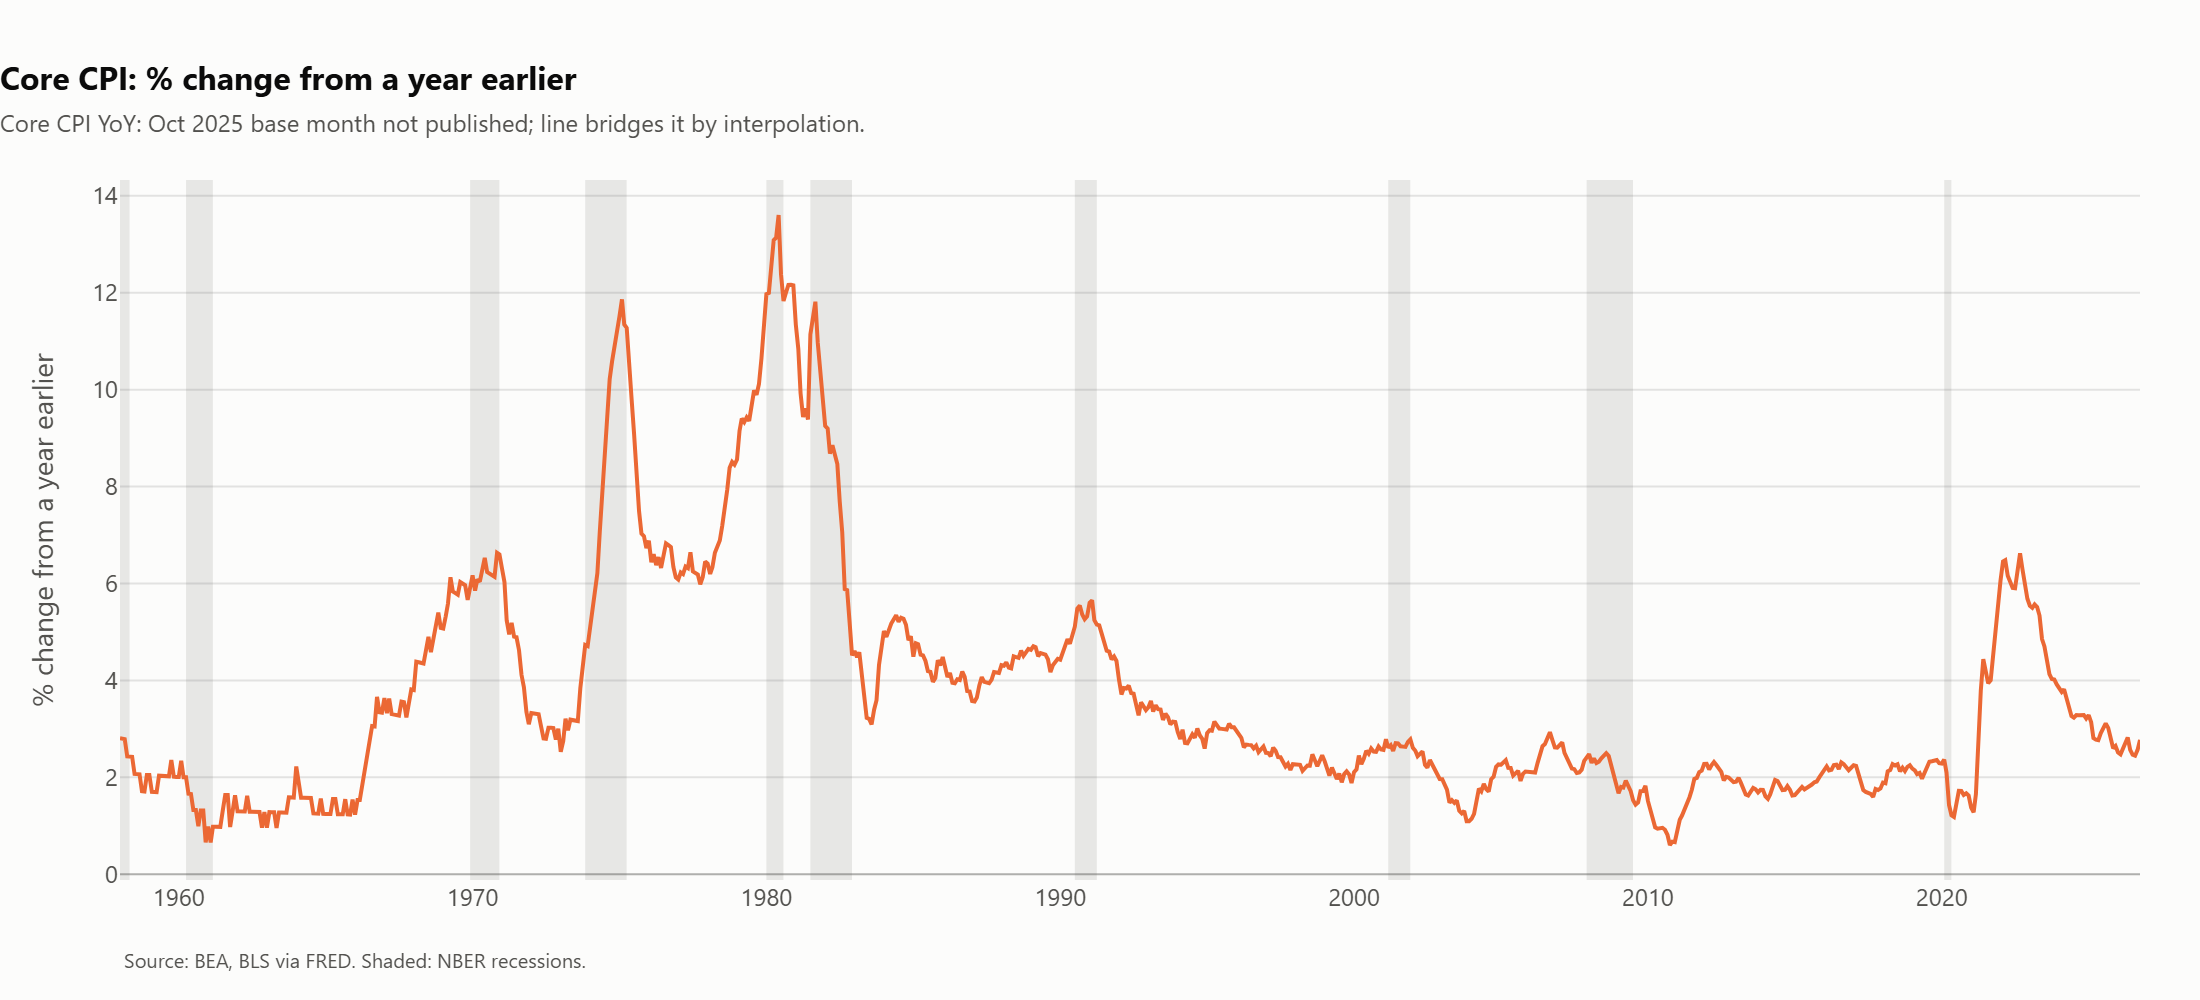 Core CPI: % change from a year earlier
Core CPI YoY: Oct 2025 base month not published; line bridges it by interpolation.
% change from a year earlier
14
12
10
8
6
4
2
0
1960 1970 1980 1990 2000 2010 2020
Source: BEA, BLS via FRED. Shaded: NBER recessions.